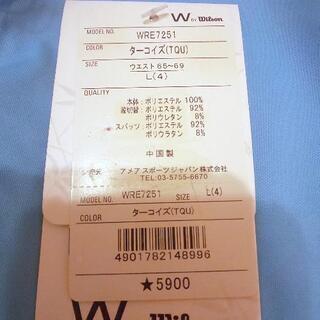 W BY Wilson
MODEL NO. WRE7251
COLOR ターコイズ(TQU)
SIZE ウエスト65~69
L(4)
QUALITY
本体:ポリエステル 100%
ポリエステル 92%
ポリウレタン 8%
スパッツ:ポリエステル 92%
ポリウラタン 8%
中国製
アメアスポーツジャパン株式会社
TEL:03-5755-6670
MODEL NO. WRE7251 SIZE L(4)
COLOR ターコイズ(TQU)
4901782148996
★5900
W Wilson